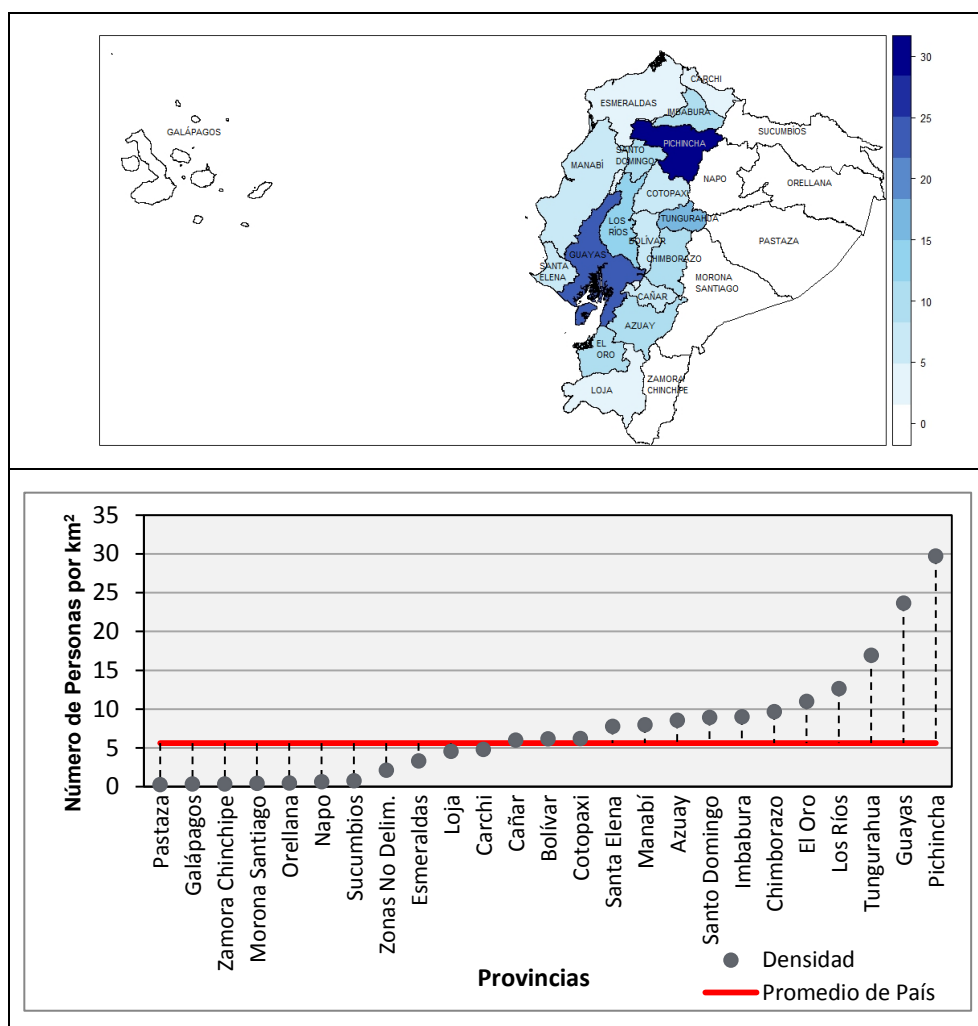 CARCHI
ESMERALDAS
IMBABURA
GALÁPAGOS
SUCUMBÍOS
PICHINCHA
SANTO
DOMINGO
MANABÍ
NAPO
ORELLANA
COTOPAXI
LOS
RÍOS
TUNGURAHUA
BOLÍVAR
PASTAZA
GUAYAS
CHIMBORAZO
SANTA
ELENA
MORONA
SANTIAGO
CAÑAR
AZUAY
EL
ORO
LOJA
ZAMORA
CHINCHIPE
30
25
20
15
10
5
0
Número de Personas por km²
35
30
25
20
15
10
5
0
Pastaza
Galápagos
Zamora Chinchipe
Morona Santiago
Orellana
Napo
Sucumbios
Zonas No Delim.
Esmeraldas
Loja
Carchi
Cañar
Bolívar
Cotopaxi
Santa Elena
Manabí
Azuay
Santo Domingo
Imbabura
Chimborazo
El Oro
Los Ríos
Tungurahua
Guayas
Pichincha
Provincias
Densidad
Promedio de País